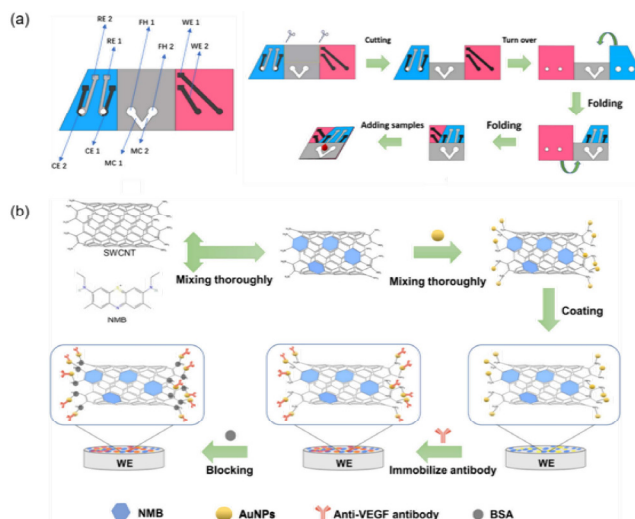 (a)
RE 2
FH 1
WE 1
RE 1
FH 2
WE 2
CE 1
MC 2
CE 2
MC 1
Cutting
Turn over
Folding
Folding
Adding samples
(b)
SWCNT
NMB
Mixing thoroughly
Mixing thoroughly
Coating
WE
WE
WE
Blocking
Immobilize antibody
NMB
AuNPs
Anti-VEGF antibody
BSA